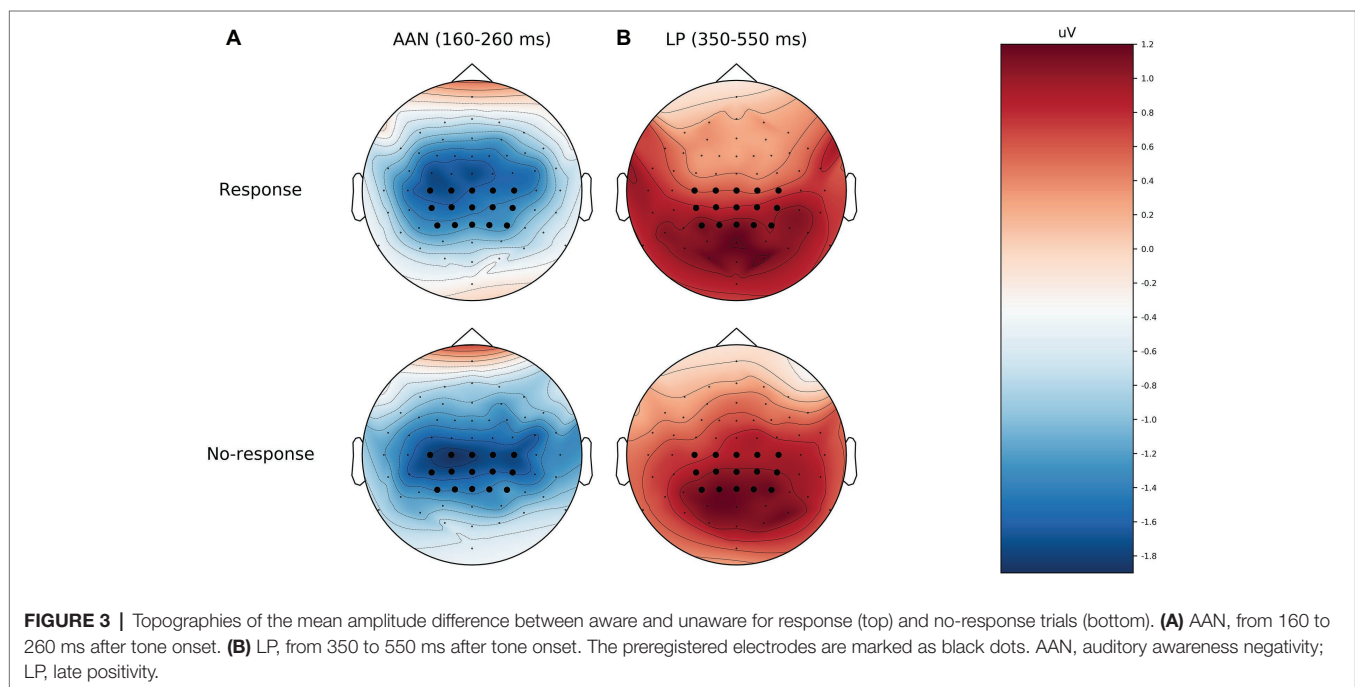 A AAN (160-260 ms) B LP (350-550 ms)
uV
1.2
1.0
0.8
0.6
0.4
0.2
0.0
-0.2
-0.4
-0.6
-0.8
-1.0
-1.2
-1.4
-1.6
-1.8
Response
No-response
FIGURE 3 | Topographies of the mean amplitude difference between aware and unaware for response (top) and no-response trials (bottom). (A) AAN, from 160 to
260 ms after tone onset. (B) LP, from 350 to 550 ms after tone onset. The preregistered electrodes are marked as black dots. AAN, auditory awareness negativity;
LP, late positivity.